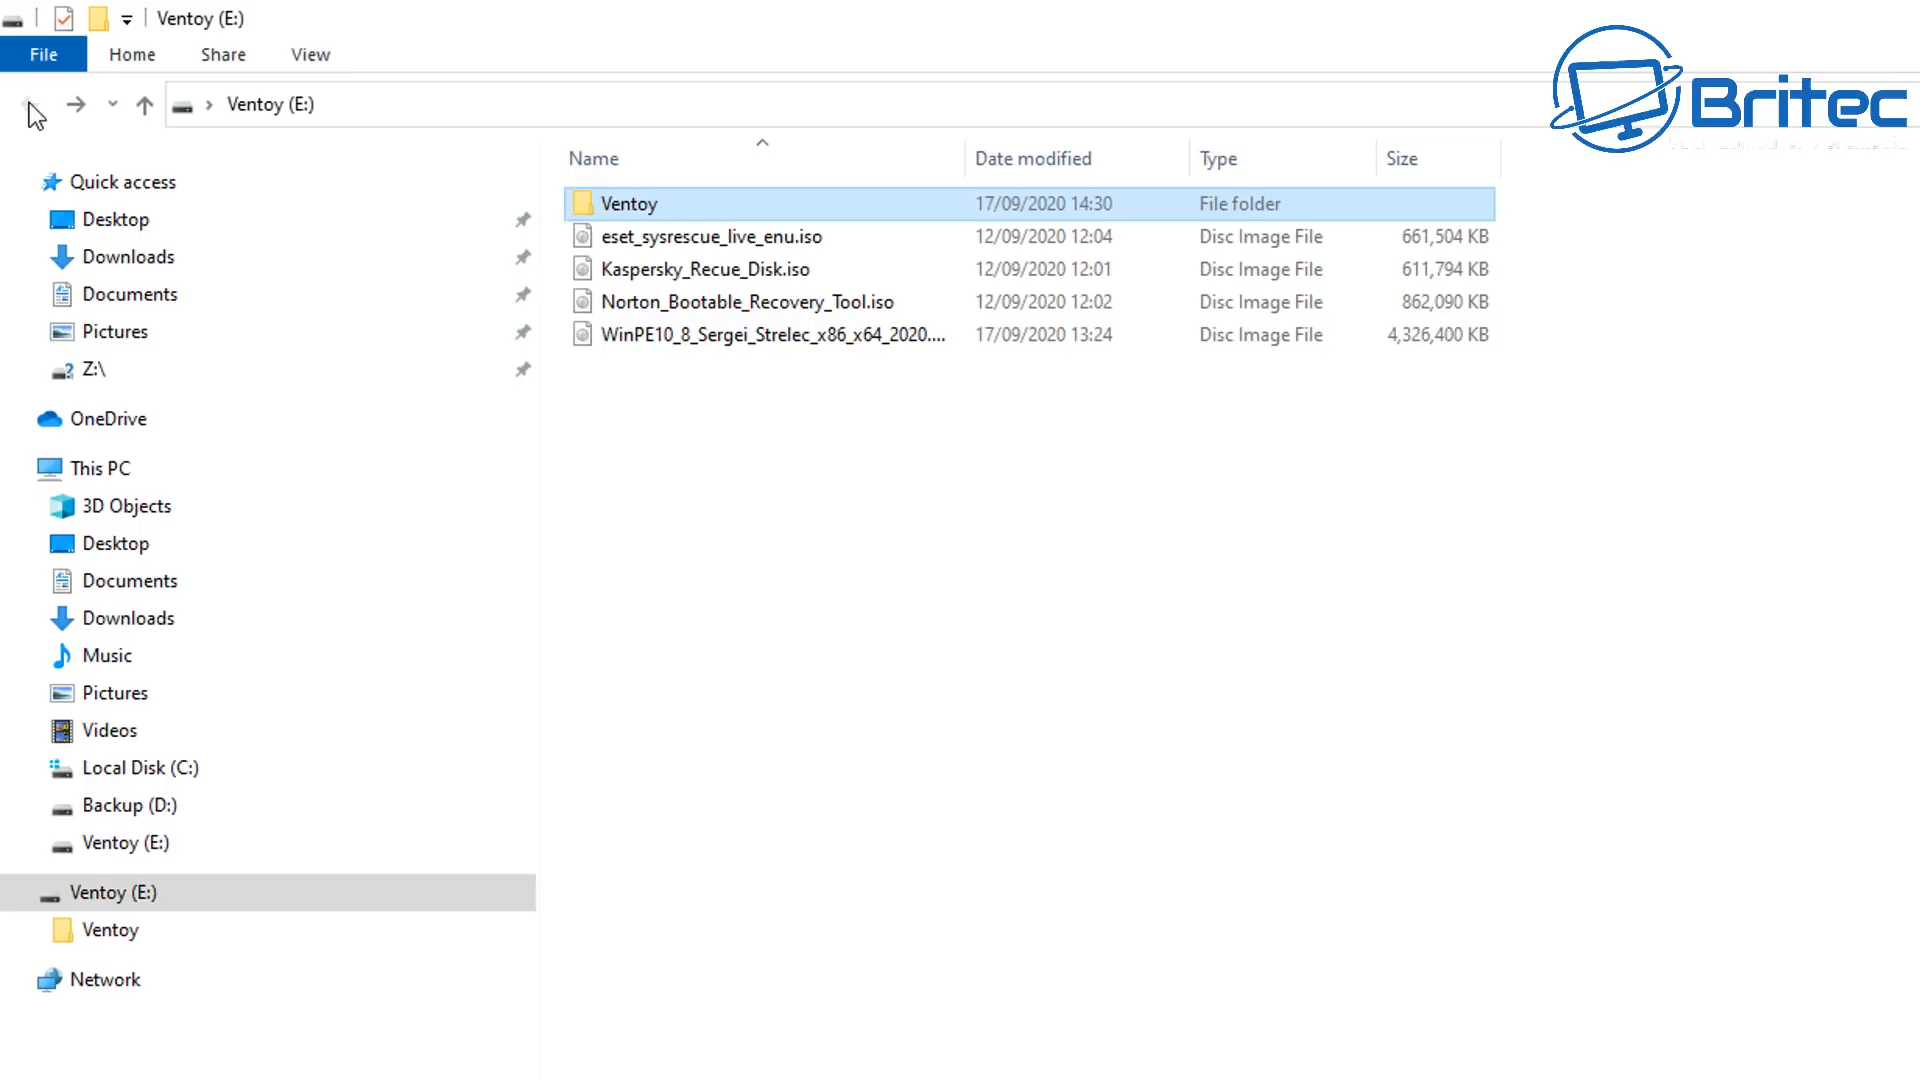 Ventoy (E:)
File Home Share View
Ventoy (E:)
Britec
Name Date modified Type Size
Ventoy 17/09/2020 14:30 File folder
eset_sysrescue_live_enu.iso 12/09/2020 12:04 Disc Image File 661,504 KB
Kaspersky_Recue_Disk.iso 12/09/2020 12:01 Disc Image File 611,794 KB
Norton_Bootable_Recovery_Tool.iso 12/09/2020 12:02 Disc Image File 862,090 KB
WinPE10_8_Sergei_Strelec_x86_x64_2020.... 17/09/2020 13:24 Disc Image File 4,326,400 KB
Quick access
Desktop
Downloads
Documents
Pictures
Z:\
OneDrive
This PC
3D Objects
Desktop
Documents
Downloads
Music
Pictures
Videos
Local Disk (C:)
Backup (D:)
Ventoy (E:)
Ventoy (E:)
Ventoy
Network